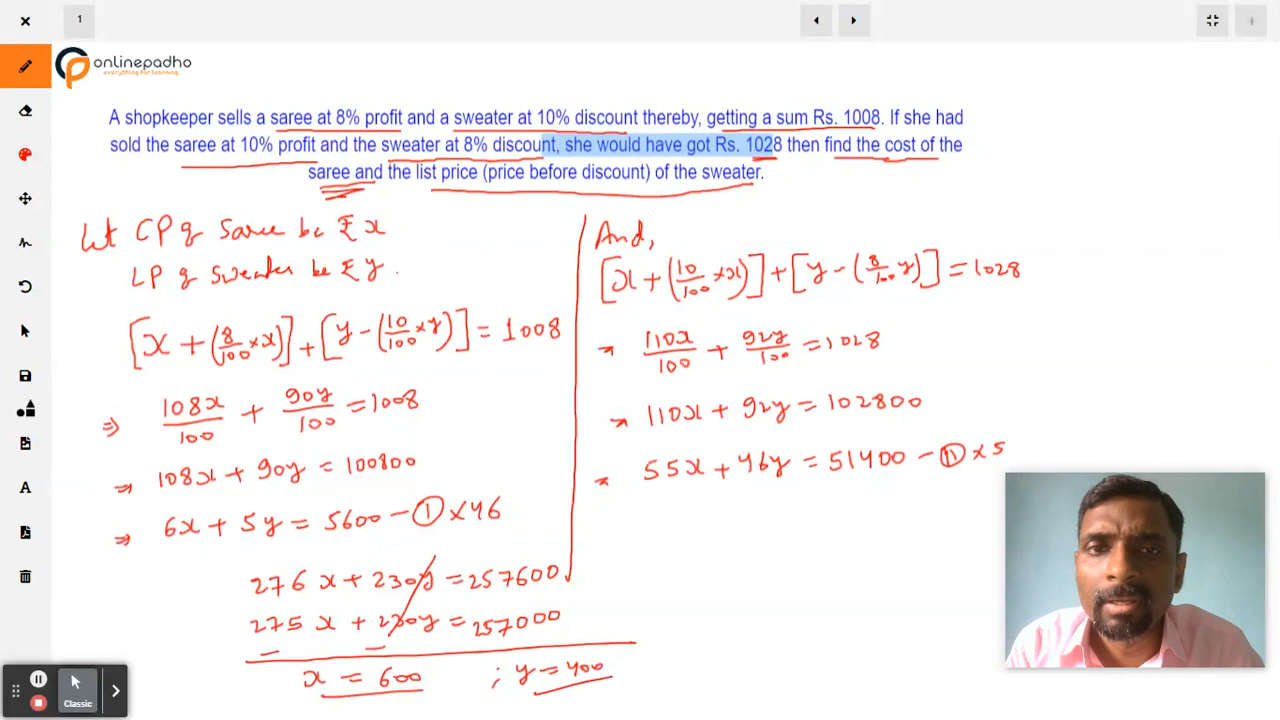 1
onlinepadho
everything for learning
A shopkeeper sells a saree at 8% profit and a sweater at 10% discount thereby, getting a sum Rs. 1008. If she had
sold the saree at 10% profit and the sweater at 8% discount, she would have got Rs. 1028 then find the cost of the
saree and the list price (price before discount) of the sweater.
Let CP of Saree be ₹ x
LP of Sweater be ₹ y.
[x + (8/100 × x)] + [y - (10/100 × y)] = 1008
⇒ 108x/100 + 90y/100 = 1008
⇒ 108x + 90y = 100800
⇒ 6x + 5y = 5600 - ① × 46
276x + 230y = 257600
275x + 230y = 257000
- -
x = 600 ; y = 400
And,
[x + (10/100 × x)] + [y - (8/100 y)] = 1028
⇒ 110x/100 + 92y/100 = 1028
⇒ 110x + 92y = 102800
⇒ 55x + 46y = 51400 - ⑪ × 5
A
Classic